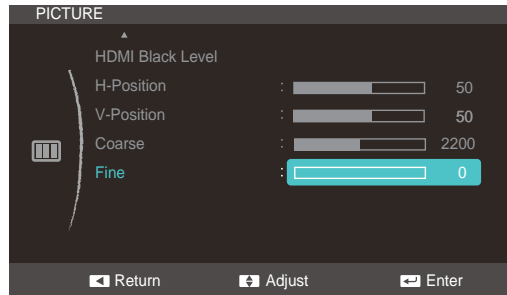 PICTURE
HDMI Black Level
H-Position : 50
V-Position : 50
Coarse : 2200
Fine : 0
Return Adjust Enter